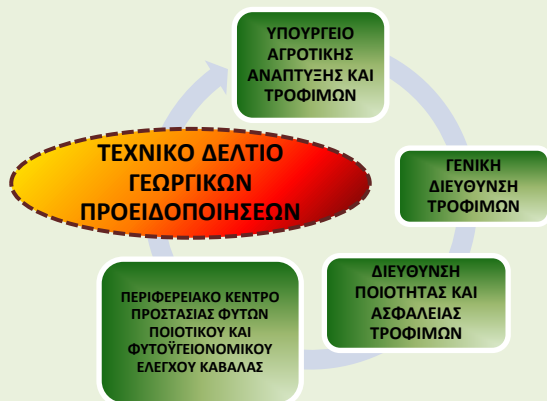 ΥΠΟΥΡΓΕΙΟ
ΑΓΡΟΤΙΚΗΣ
ΑΝΑΠΤΥΞΗΣ ΚΑΙ
ΤΡΟΦΙΜΩΝ
ΤΕΧΝΙΚΟ ΔΕΛΤΙΟ
ΓΕΩΡΓΙΚΩΝ
ΠΡΟΕΙΔΟΠΟΙΗΣΕΩΝ
ΓΕΝΙΚΗ
ΔΙΕΥΘΥΝΣΗ
ΤΡΟΦΙΜΩΝ
ΔΙΕΥΘΥΝΣΗ
ΠΟΙΟΤΗΤΑΣ ΚΑΙ
ΑΣΦΑΛΕΙΑΣ
ΤΡΟΦΙΜΩΝ
ΠΕΡΙΦΕΡΕΙΑΚΟ ΚΕΝΤΡΟ
ΠΡΟΣΤΑΣΙΑΣ ΦΥΤΩΝ
ΠΟΙΟΤΙΚΟΥ ΚΑΙ
ΦΥΤΟΫΓΕΙΟΝΟΜΙΚΟΥ
ΕΛΕΓΧΟΥ ΚΑΒΑΛΑΣ